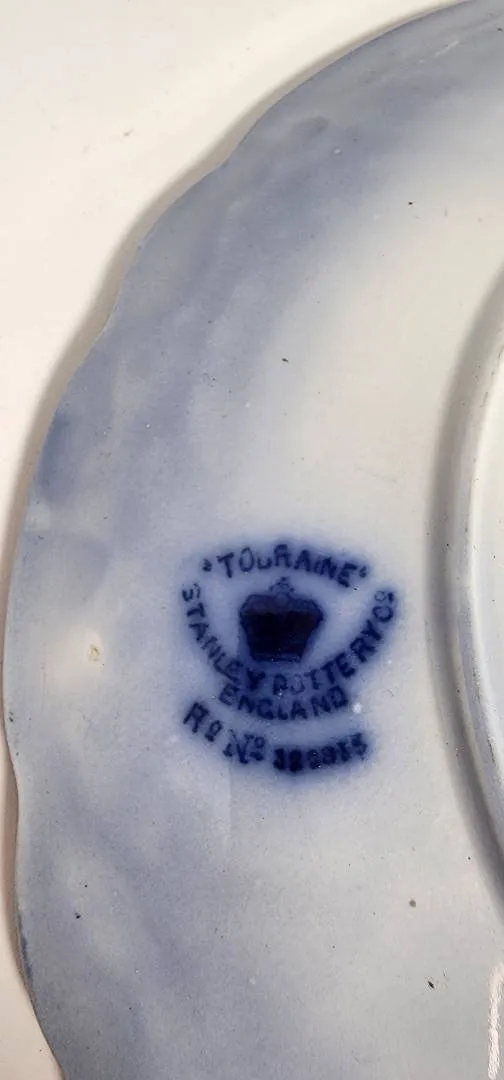 "TOURAINE"
STANLEY POTTERY Co
ENGLAND
Rd No